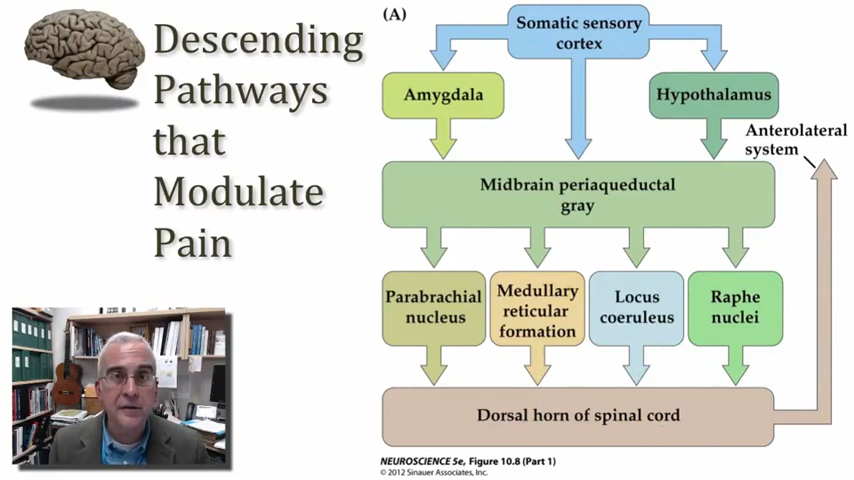 Descending
Pathways
that
Modulate
Pain
(A)
Somatic sensory
cortex
Amygdala
Hypothalamus
Anterolateral
system
Midbrain periaqueductal
gray
Parabrachial
nucleus
Medullary
reticular
formation
Locus
coeruleus
Raphe
nuclei
Dorsal horn of spinal cord
NEUROSCIENCE 5e, Figure 10.8 (Part 1)
© 2012 Sinauer Associates, Inc.